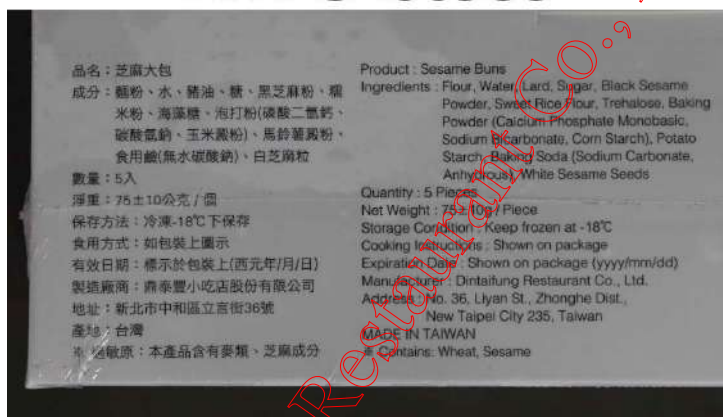 品名：芝麻大包
成分：麵粉、水、豬油、糖、黑芝麻粉、糯
米粉、海藻糖、泡打粉(磷酸二氫鈣、
碳酸氫鈉、玉米澱粉)、馬鈴薯澱粉、
食用鹼(無水碳酸鈉)、白芝麻粒
數量：5入
淨重：75±10公克/個
保存方法：冷凍-18℃下保存
食用方式：如包裝上圖示
有效日期：標示於包裝上(西元年/月/日)
製造廠商：鼎泰豐小吃店股份有限公司
地址：新北市中和區立言街36號
產地：台灣
※ 過敏原：本產品含有麥類、芝麻成分
Product : Sesame Buns
Ingredients : Flour, Water, Lard, Sugar, Black Sesame
Powder, Sweet Rice Flour, Trehalose, Baking
Powder (Calcium Phosphate Monobasic,
Sodium Bicarbonate, Corn Starch), Potato
Starch, Baking Soda (Sodium Carbonate,
Anhydrous), White Sesame Seeds
Quantity : 5 Pieces
Net Weight : 75±10g / Piece
Storage Condition : Keep frozen at -18℃
Cooking Instructions : Shown on package
Expiration Date : Shown on package (yyyy/mm/dd)
Manufacturer : Dintaifung Restaurant Co., Ltd.
Address : No. 36, Liyan St., Zhonghe Dist.,
New Taipei City 235, Taiwan
MADE IN TAIWAN
※ Contains: Wheat, Sesame
Restaurant Co.,